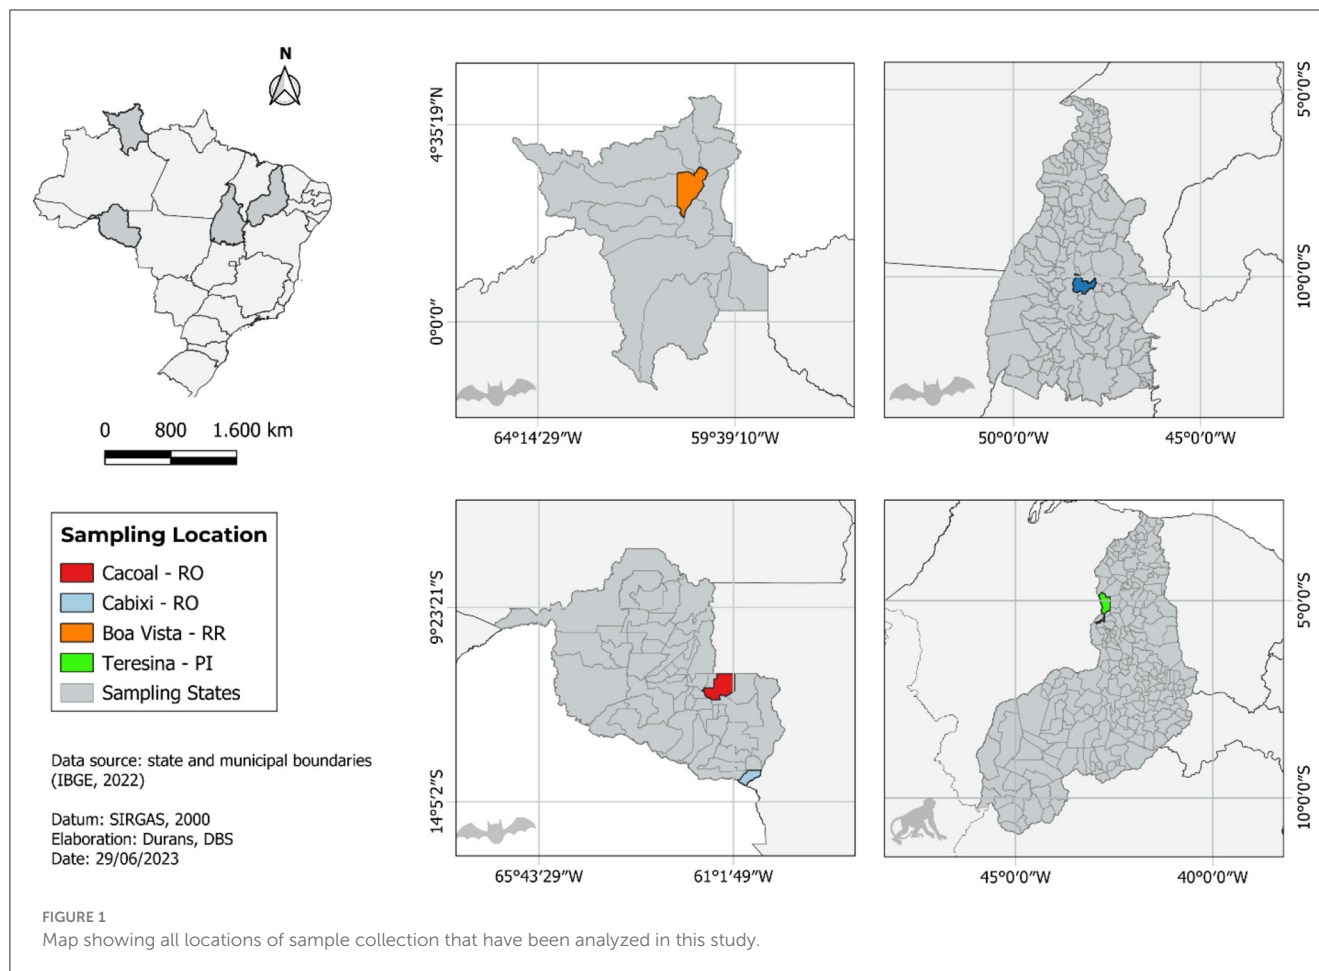 N
0 800 1.600 km
Sampling Location
Cacoal - RO
Cabixi - RO
Boa Vista - RR
Teresina - PI
Sampling States
Data source: state and municipal boundaries
(IBGE, 2022)
Datum: SIRGAS, 2000
Elaboration: Durans, DBS
Date: 29/06/2023
4°35'19"N
0°0'0"
64°14'29"W 59°39'10"W
5°0'0"S
10°0'0"S
50°0'0"W 45°0'0"W
9°23'21"S
14°5'2"S
65°43'29"W 61°1'49"W
5°0'0"S
10°0'0"S
45°0'0"W 40°0'0"W
FIGURE 1
Map showing all locations of sample collection that have been analyzed in this study.